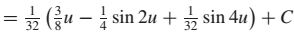 = 1/32 (3/8 u − 1/4 sin 2u + 1/32 sin 4u) + C